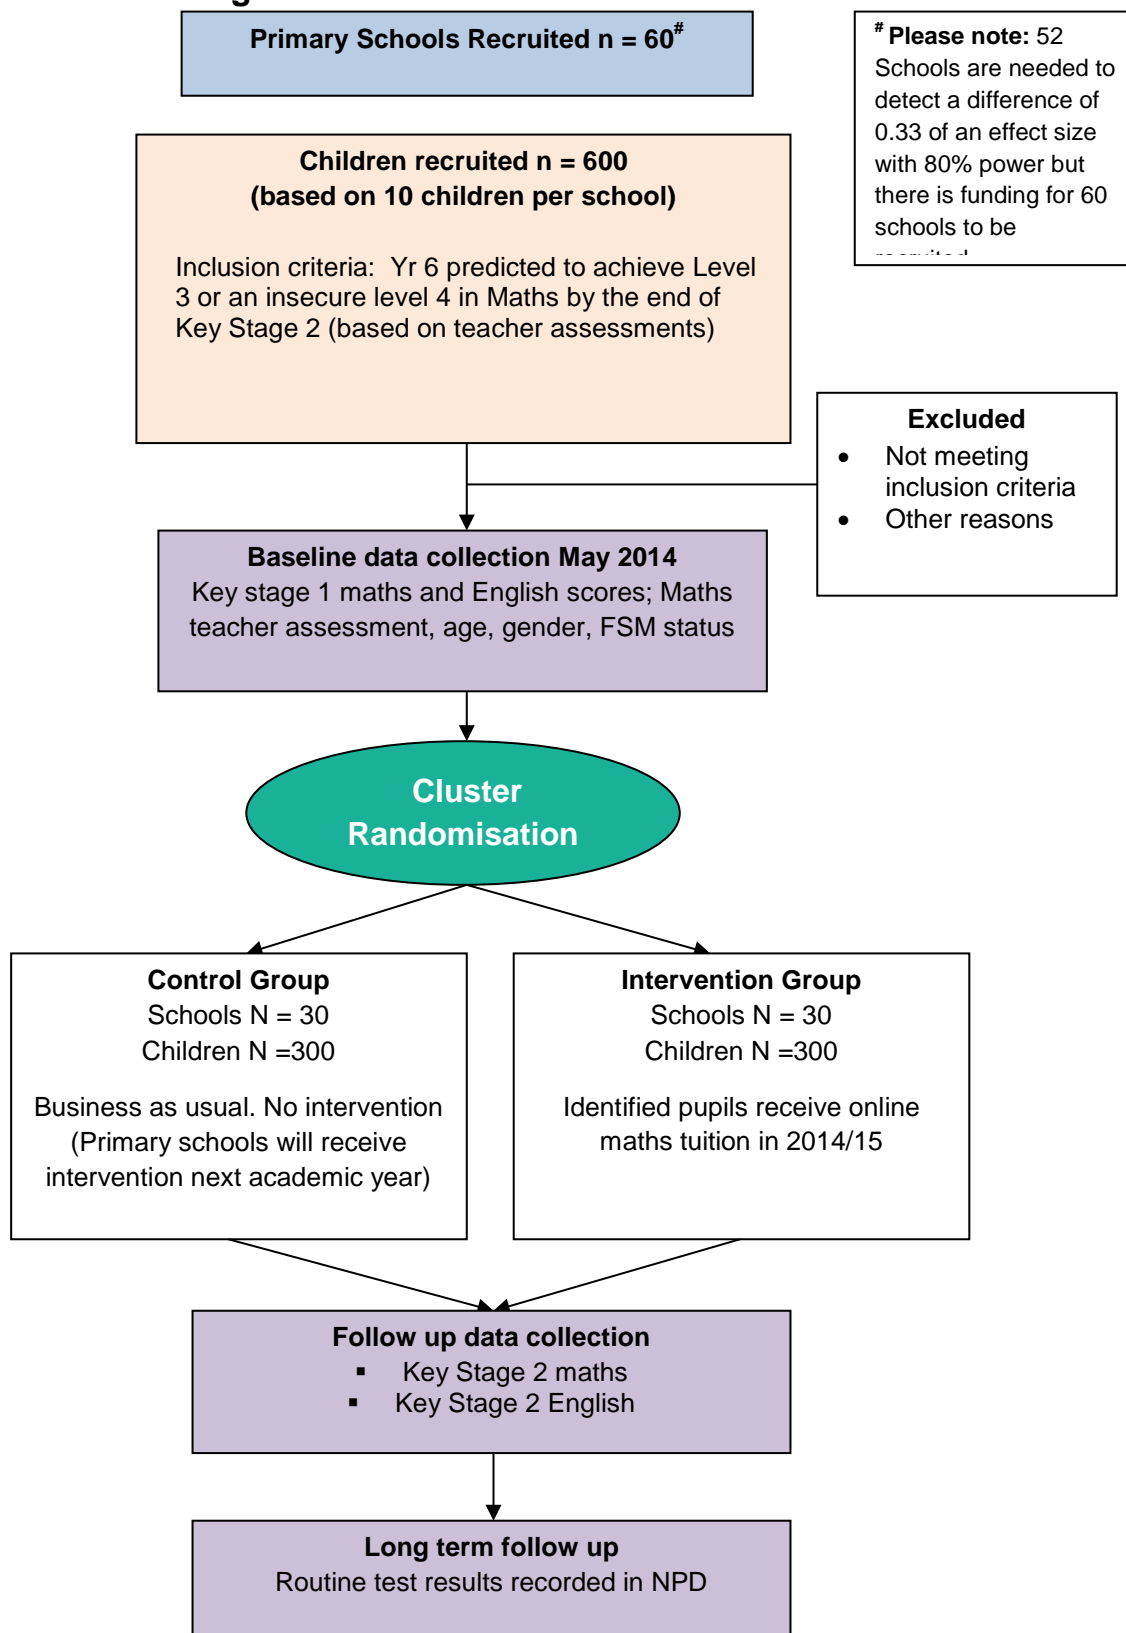 Primary Schools Recruited n = 60#
# Please note: 52
Schools are needed to
detect a difference of
0.33 of an effect size
with 80% power but
there is funding for 60
schools to be
Children recruited n = 600
(based on 10 children per school)
Inclusion criteria: Yr 6 predicted to achieve Level
3 or an insecure level 4 in Maths by the end of
Key Stage 2 (based on teacher assessments)
Excluded
• Not meeting
inclusion criteria
• Other reasons
Baseline data collection May 2014
Key stage 1 maths and English scores; Maths
teacher assessment, age, gender, FSM status
Cluster
Randomisation
Control Group
Schools N = 30
Children N =300
Business as usual. No intervention
(Primary schools will receive
intervention next academic year)
Intervention Group
Schools N = 30
Children N =300
Identified pupils receive online
maths tuition in 2014/15
Follow up data collection
▪ Key Stage 2 maths
▪ Key Stage 2 English
Long term follow up
Routine test results recorded in NPD